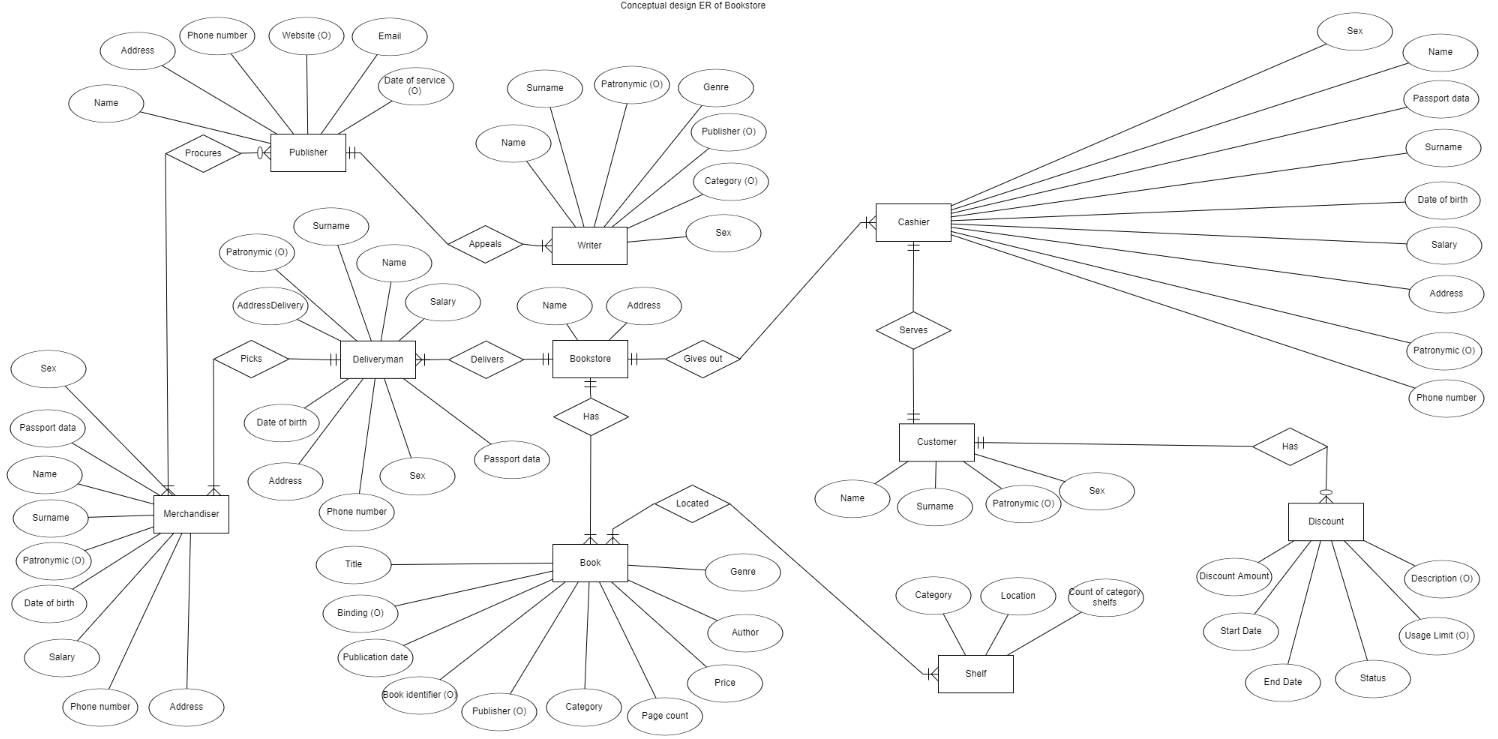 Conceptual design ER of Bookstore
Sex
Phone number
Website (O)
Email
Address
Name
Date of service
(O)
Name
Procures
Publisher
Surname
Patronymic (O)
Genre
Name
Publisher (O)
Category (O)
Sex
Appeals
Writer
Passport data
Surname
Date of birth
Salary
Address
Patronymic (O)
Phone number
Cashier
Surname
Patronymic (O)
Name
AddressDelivery
Salary
Name
Address
Serves
Picks
Deliveryman
Delivers
Bookstore
Gives out
Sex
Passport data
Name
Surname
Patronymic (O)
Date of birth
Salary
Phone number
Address
Merchandiser
Date of birth
Address
Phone number
Sex
Passport data
Has
Customer
Has
Name
Surname
Patronymic (O)
Sex
Located
Discount
Title
Book
Genre
Binding (O)
Publication date
Book identifier (O)
Publisher (O)
Category
Page count
Price
Author
Category
Location
Count of category
shelfs
Shelf
Discount Amount
Start Date
End Date
Status
Usage Limit (O)
Description (O)